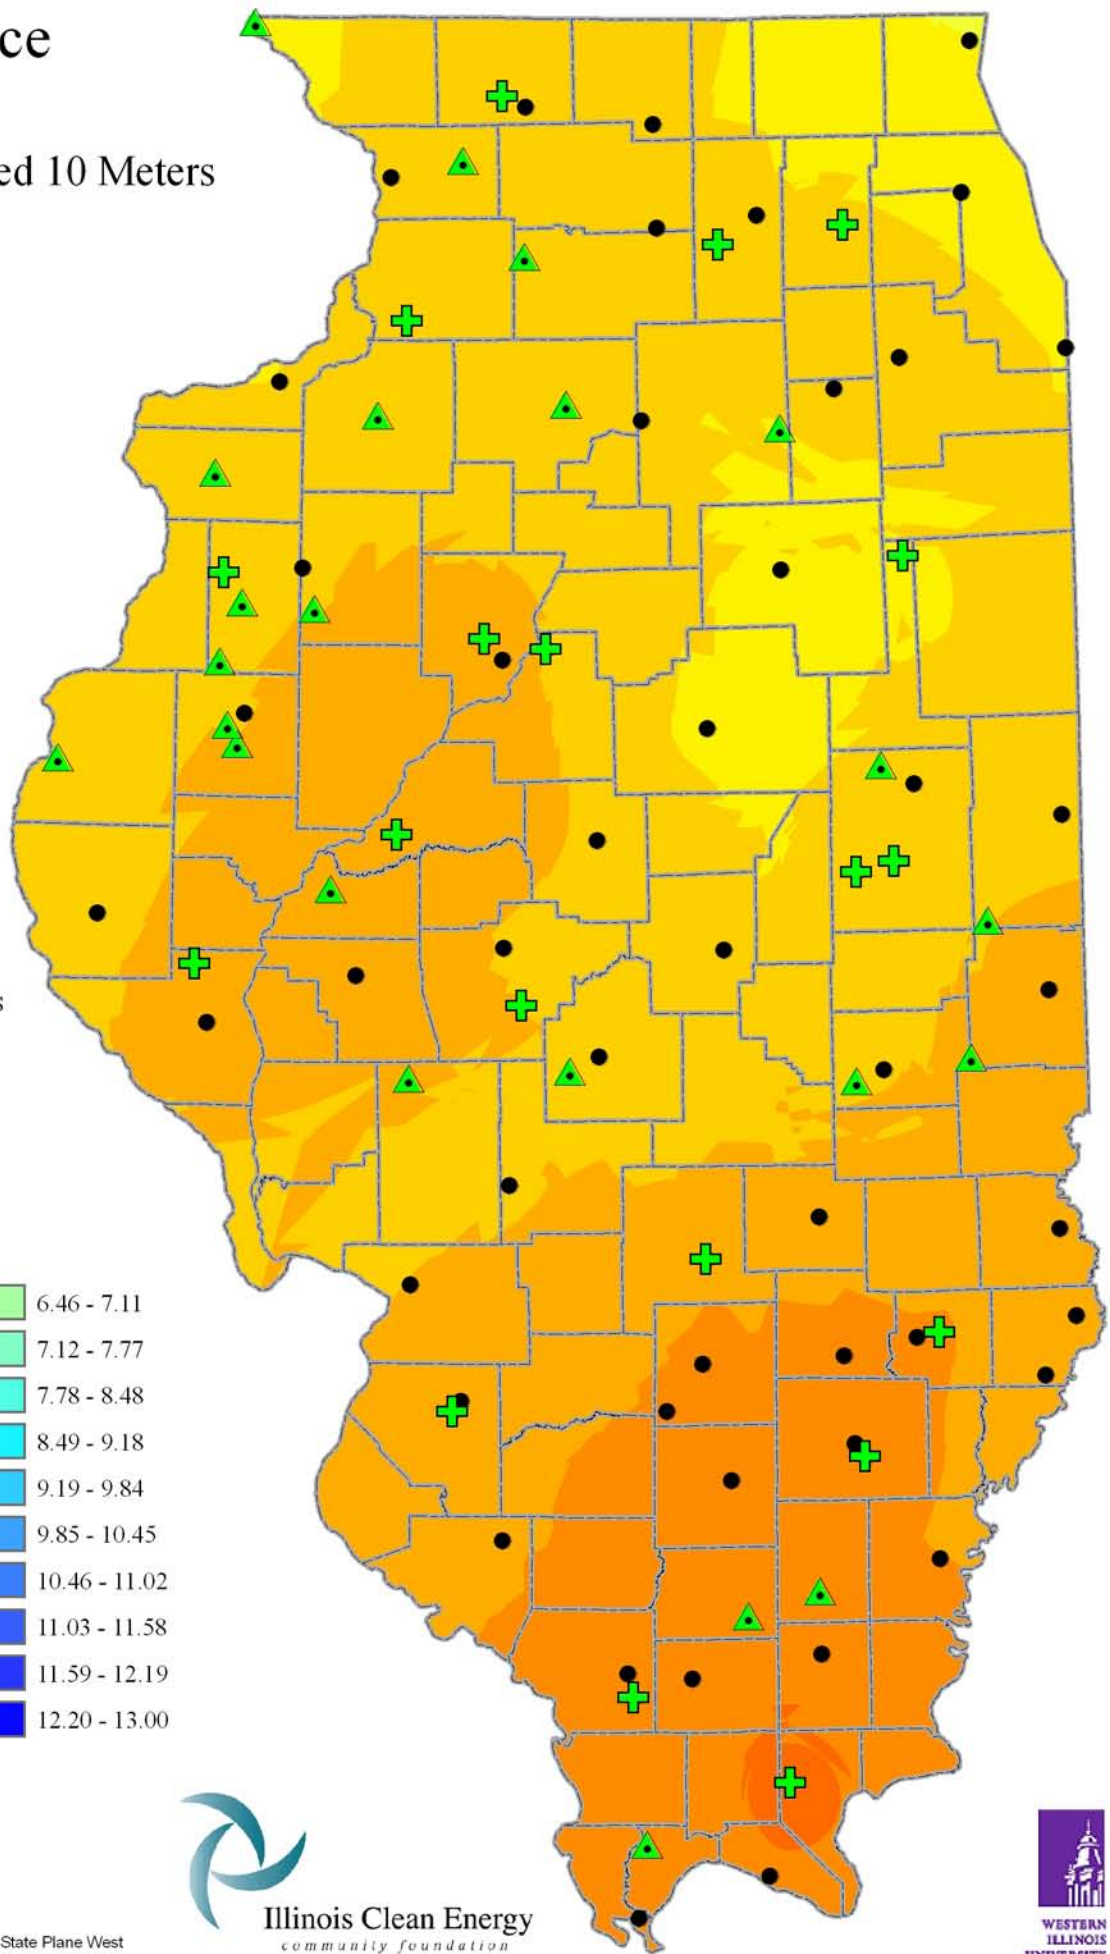 ce
ed 10 Meters
s
6.46 - 7.11
7.12 - 7.77
7.78 - 8.48
8.49 - 9.18
9.19 - 9.84
9.85 - 10.45
10.46 - 11.02
11.03 - 11.58
11.59 - 12.19
12.20 - 13.00
Illinois Clean Energy
community foundation
State Plane West
WESTERN
ILLINOIS
UNIVERSITY